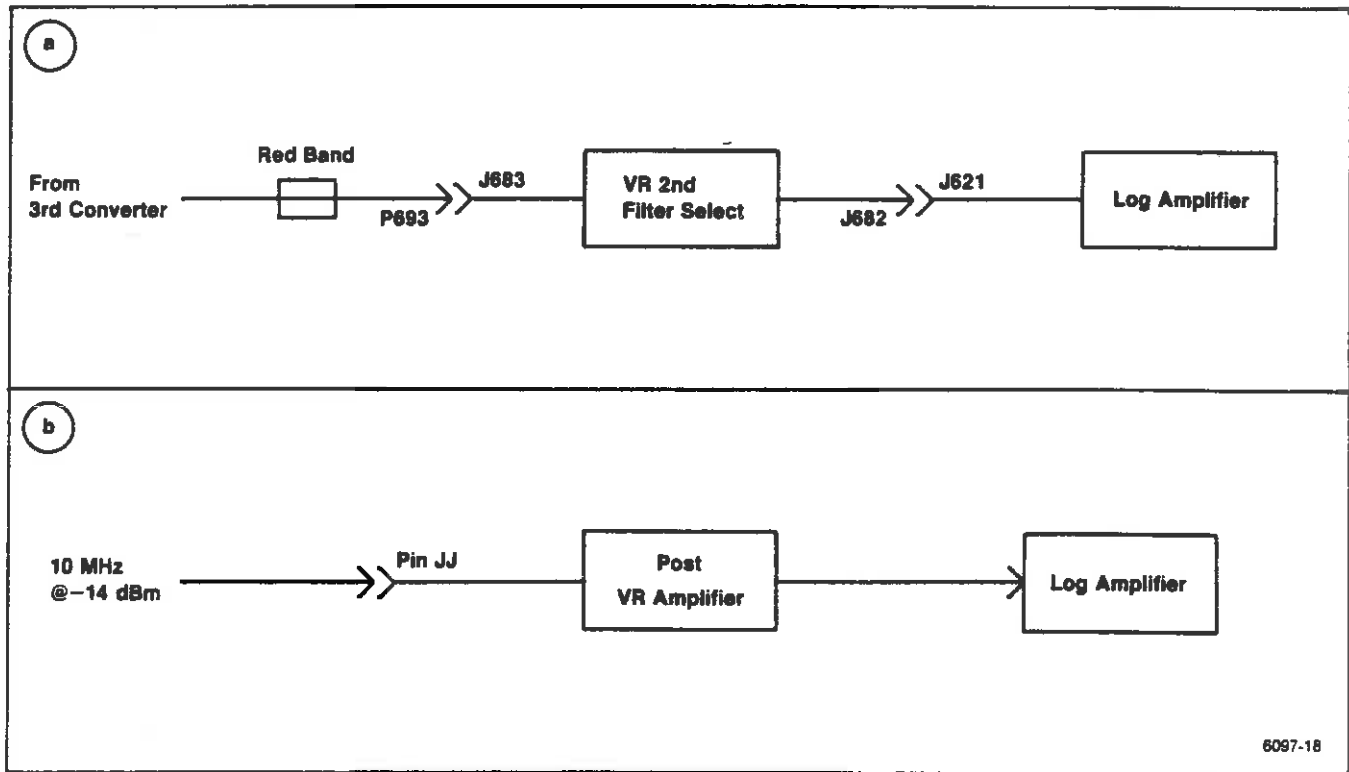 a
Red Band
From
3rd Converter
P693
J683
VR 2nd
Filter Select
J682
J621
Log Amplifier
b
10 MHz
@−14 dBm
Pin JJ
Post
VR Amplifier
Log Amplifier
6097-18